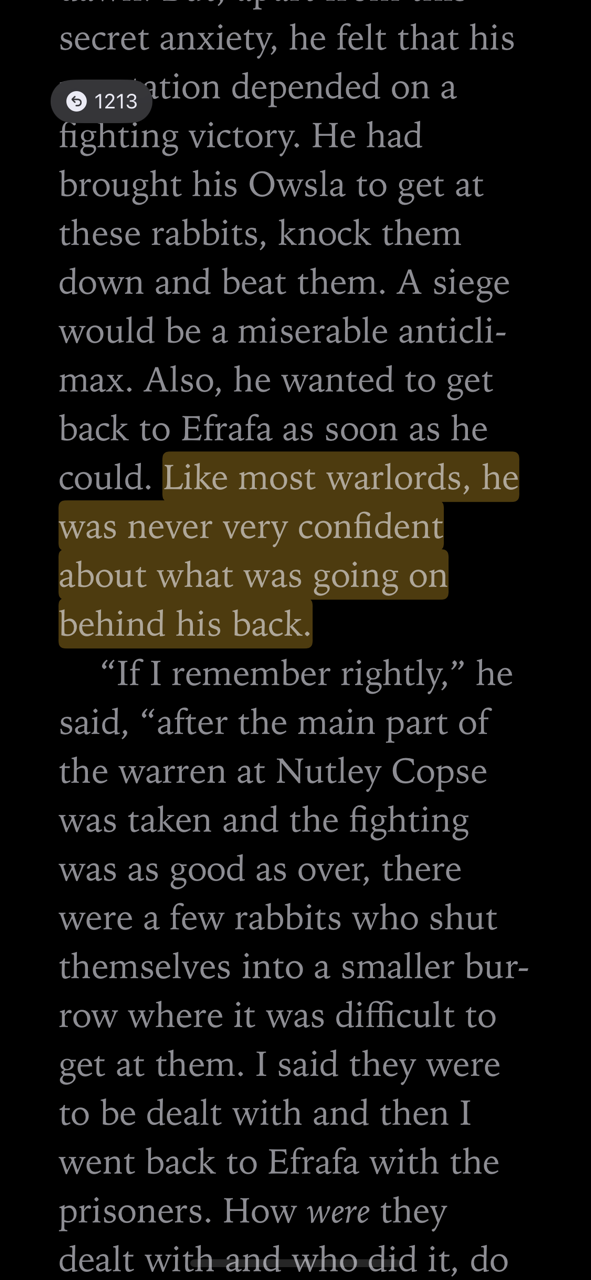 secret anxiety, he felt that his
1213
depended on a
fighting victory. He had
brought his Owsla to get at
these rabbits, knock them
down and beat them. A siege
would be a miserable anticli-
max. Also, he wanted to get
back to Efrafa as soon as he
could. Like most warlords, he
was never very confident
about what was going on
behind his back.
“If I remember rightly,” he
said, “after the main part of
the warren at Nutley Copse
was taken and the fighting
was as good as over, there
were a few rabbits who shut
themselves into a smaller bur-
row where it was difficult to
get at them. I said they were
to be dealt with and then I
went back to Efrafa with the
prisoners. How were they
dealt with and who did it, do